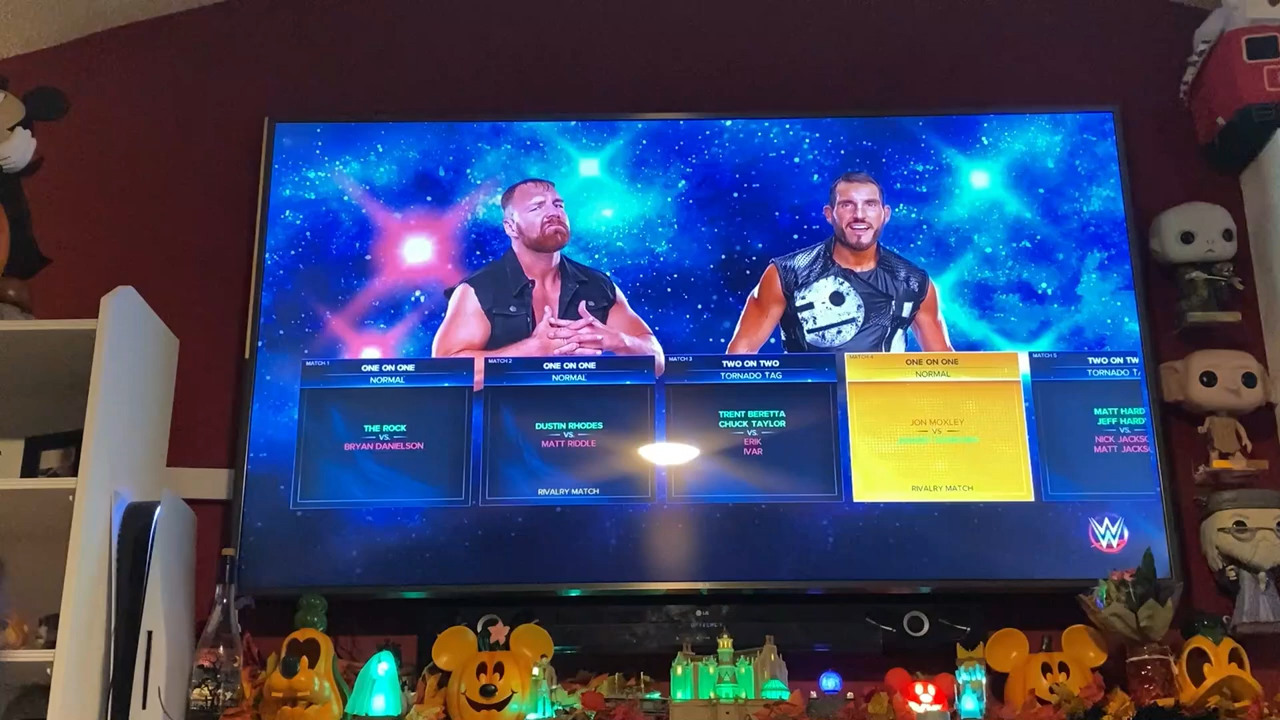 MATCH 1
ONE ON ONE
NORMAL
THE ROCK
VS.
BRYAN DANIELSON
MATCH 2
ONE ON ONE
NORMAL
DUSTIN RHODES
VS.
MATT RIDDLE
RIVALRY MATCH
MATCH 3
TWO ON TWO
TORNADO TAG
TRENT BERETTA
CHUCK TAYLOR
VS.
ERIK
IVAR
MATCH 4
ONE ON ONE
NORMAL
JON MOXLEY
VS
RIVALRY MATCH
MATCH 5
TWO ON TW
TORNADO T
MATT HARD
JEFF HARD
VS.
NICK JACKS
MATT JACKS
W
LG